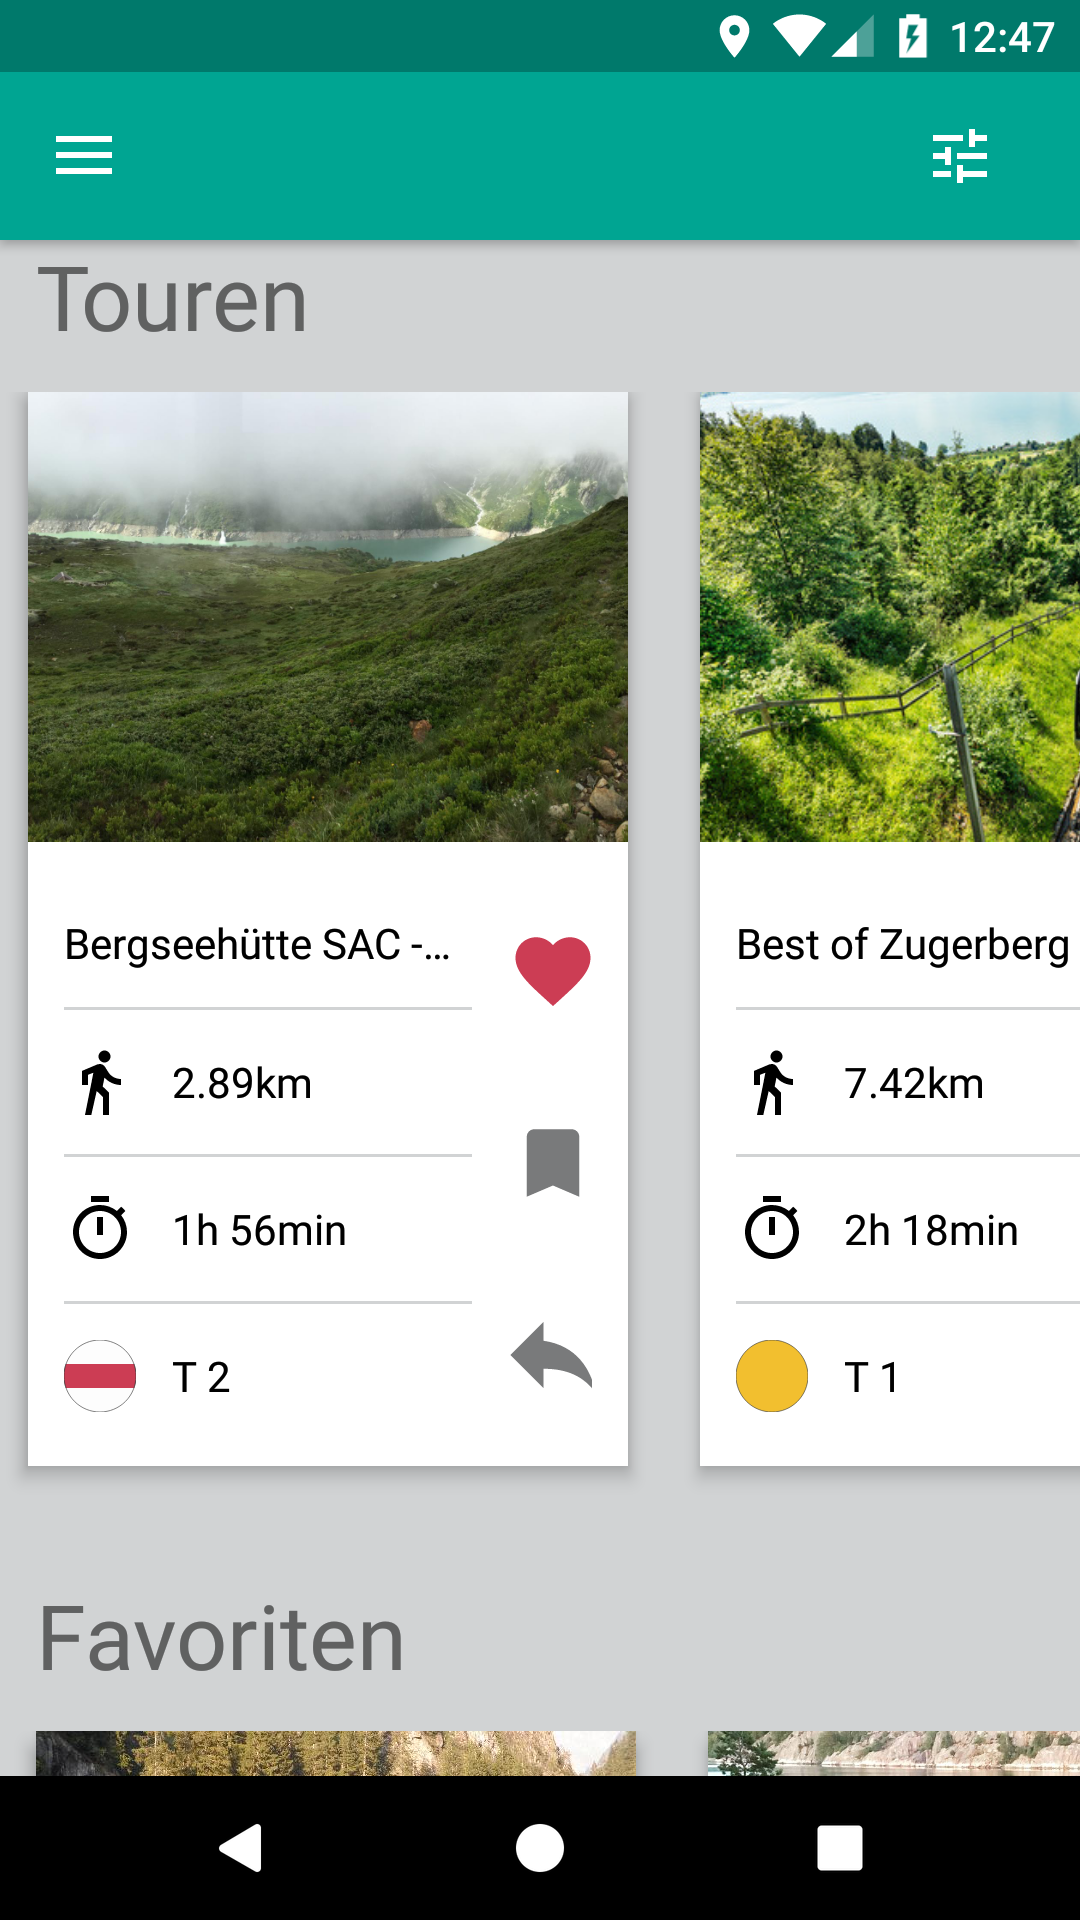 12:47
Touren
Bergseehütte SAC -...
2.89km
1h 56min
T 2
Best of Zugerberg
7.42km
2h 18min
T 1
Favoriten